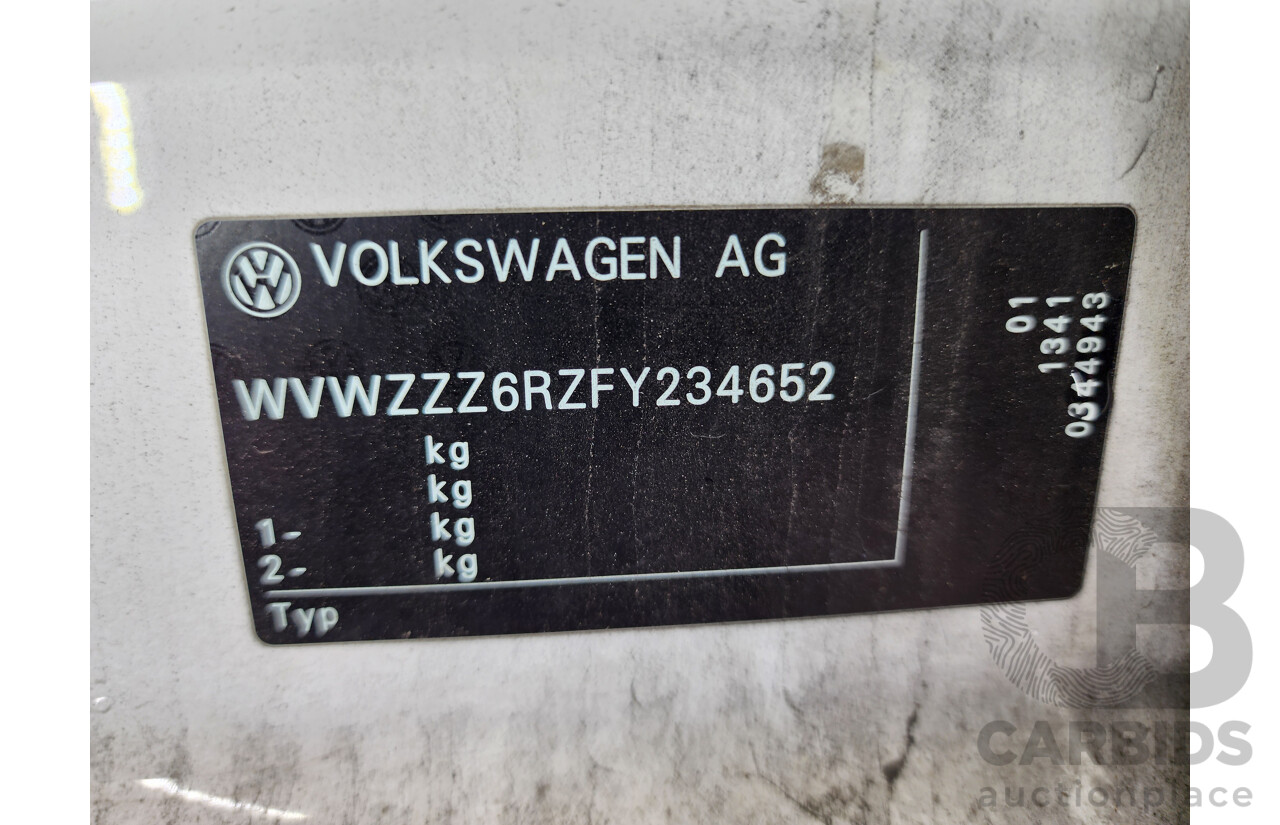 VOLKSWAGEN AG
WVWZZZ6RZFY234652
kg
kg
1- kg
2- kg
Typ
01
1341
0344943
CARBIDS
auctionplace